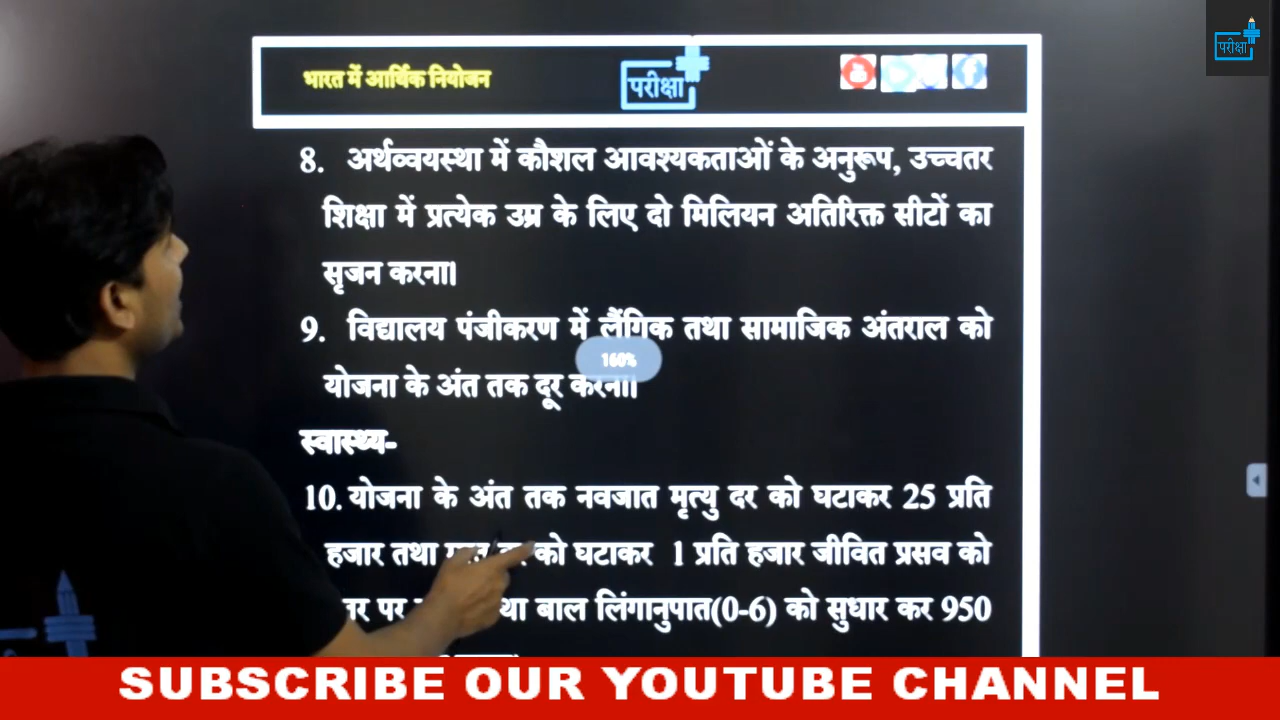 परीक्षा
भारत में आर्थिक नियोजन
परीक्षा
8. अर्थव्वयस्था में कौशल आवश्यकताओं के अनुरूप, उच्चतर
शिक्षा में प्रत्येक उम्र के लिए दो मिलियन अतिरिक्त सीटों का
सृजन करना।
9. विद्यालय पंजीकरण में लैंगिक तथा सामाजिक अंतराल को
160%
योजना के अंत तक दूर करना।
स्वास्थ्य-
10. योजना के अंत तक नवजात मृत्यु दर को घटाकर 25 प्रति
हजार तथा को घटाकर 1 प्रति हजार जीवित प्रसव को
पर बाल लिंगानुपात(0-6) को सुधार कर 950
SUBSCRIBE OUR YOUTUBE CHANNEL